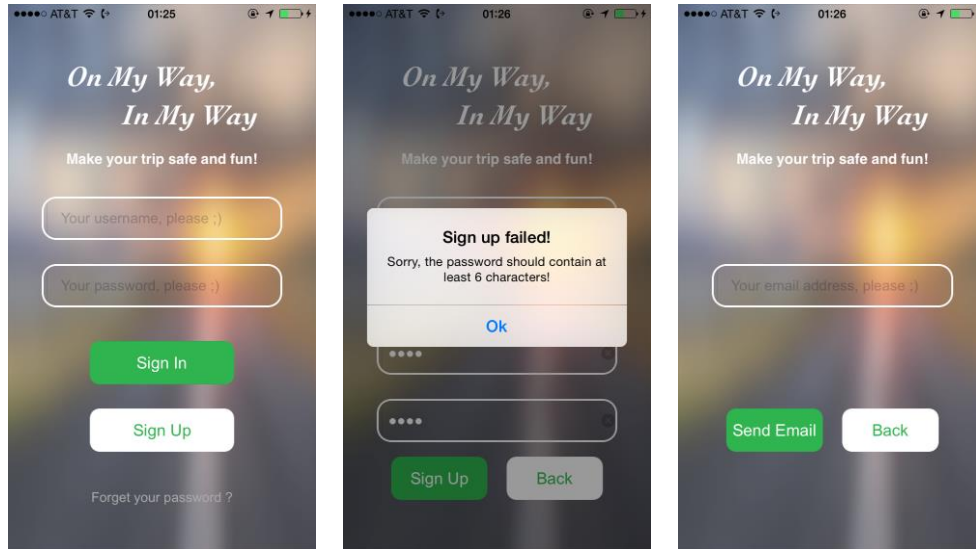 ●●●●○ AT&T 01:25
On My Way,
In My Way
Make your trip safe and fun!
Your username, please ;)
Your password, please ;)
Sign In
Sign Up
Forget your password ?
●●●●○ AT&T 01:26
On My Way,
In My Way
Make your trip safe and fun!
Sign up failed!
Sorry, the password should contain at
least 6 characters!
Ok
●●●●
●●●●
Sign Up Back
●●●●○ AT&T 01:26
On My Way,
In My Way
Make your trip safe and fun!
Your email address, please ;)
Send Email Back